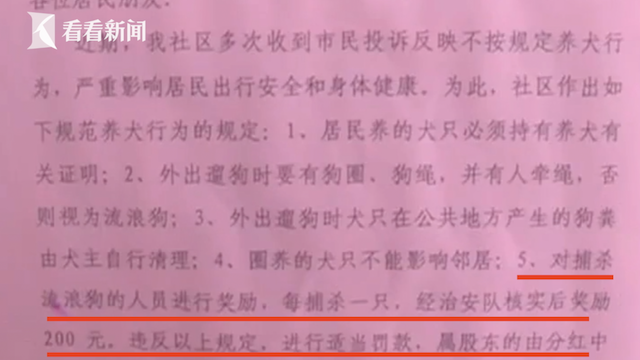 各位居民朋友:
看看新闻
近期,我社区多次收到市民投诉反映不按规定养犬行
为,严重影响居民出行安全和身体健康。为此,社区作出如
下规范养犬行为的规定:1、居民养的犬只必须持有养犬有
关证明;2、外出遛狗时要有狗圈、狗绳,并有人牵绳,否
则视为流浪狗;3、外出遛狗时犬只在公共地方产生的狗粪
由犬主自行清理;4、圈养的犬只不能影响邻居;5、对捕杀
流浪狗的人员进行奖励,每捕杀一只,经治安队核实后奖励
200元。违反以上规定,进行适当罚款,属股东的由分红中